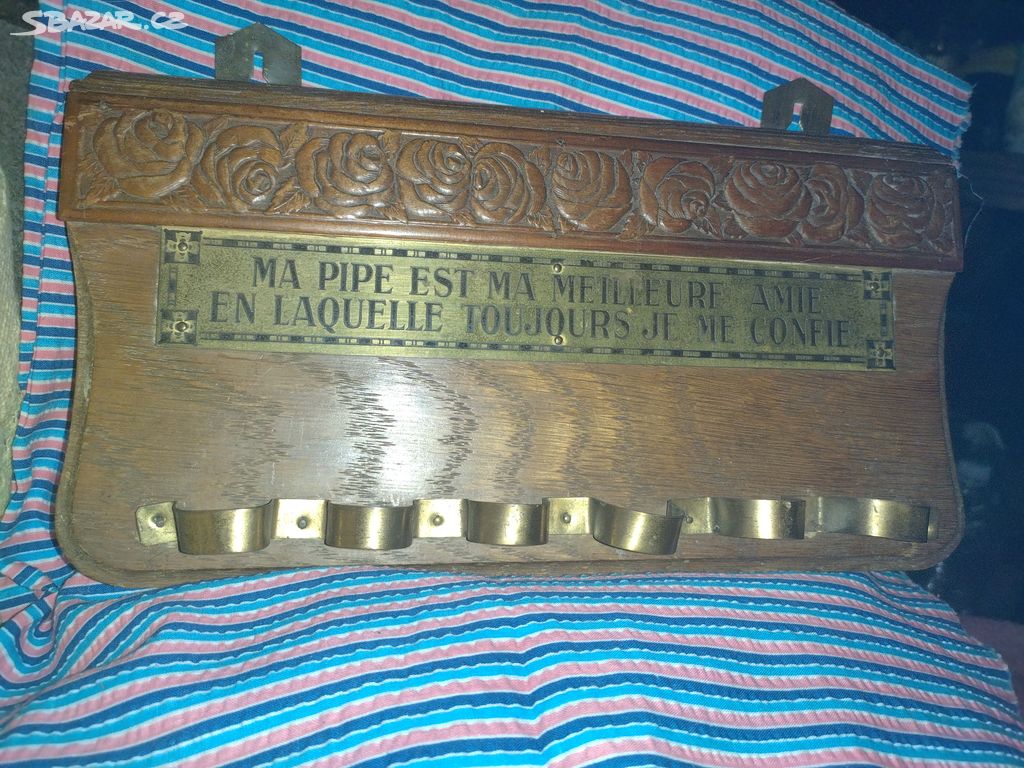 SBAZAR.CZ
MA PIPE EST MA MEILLEURE AMIE
EN LAQUELLE TOUJOURS JE ME CONFIE